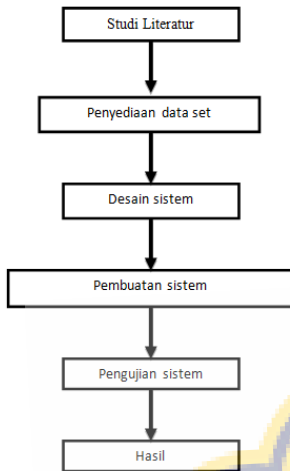 Studi Literatur
Penyediaan data set
Desain sistem
Pembuatan sistem
Pengujian sistem
Hasil